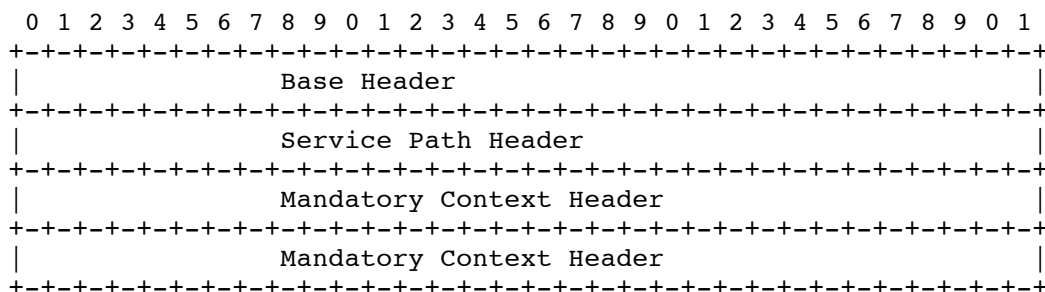 0 1 2 3 4 5 6 7 8 9 0 1 2 3 4 5 6 7 8 9 0 1 2 3 4 5 6 7 8 9 0 1
+-+-+-+-+-+-+-+-+-+-+-+-+-+-+-+-+-+-+-+-+-+-+-+-+-+-+-+-+-+-+-+-+
|                Base Header                                    |
+-+-+-+-+-+-+-+-+-+-+-+-+-+-+-+-+-+-+-+-+-+-+-+-+-+-+-+-+-+-+-+-+
|                Service Path Header                            |
+-+-+-+-+-+-+-+-+-+-+-+-+-+-+-+-+-+-+-+-+-+-+-+-+-+-+-+-+-+-+-+-+
|                Mandatory Context Header                       |
+-+-+-+-+-+-+-+-+-+-+-+-+-+-+-+-+-+-+-+-+-+-+-+-+-+-+-+-+-+-+-+-+
|                Mandatory Context Header                       |
+-+-+-+-+-+-+-+-+-+-+-+-+-+-+-+-+-+-+-+-+-+-+-+-+-+-+-+-+-+-+-+-+